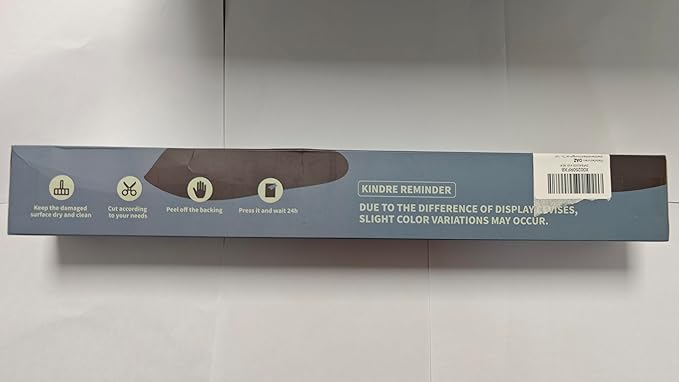 Keep the damaged
surface dry and clean
Cut according
to your needs
Peel off the backing
Press it and wait 24h
KINDRE REMINDER
DUE TO THE DIFFERENCE OF DISPLAY
SLIGHT COLOR VARIATIONS MAY OCCUR.